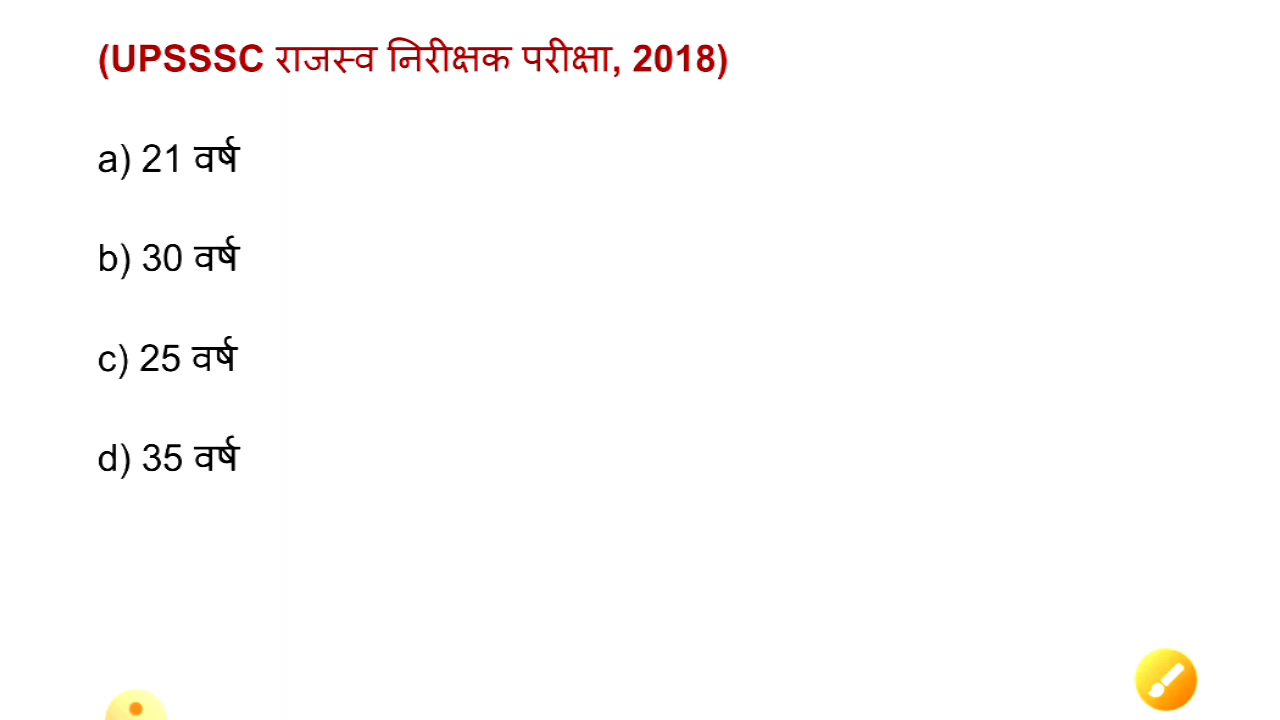 (UPSSSC राजस्व निरीक्षक परीक्षा, 2018)
a) 21 वर्ष
b) 30 वर्ष
c) 25 वर्ष
d) 35 वर्ष